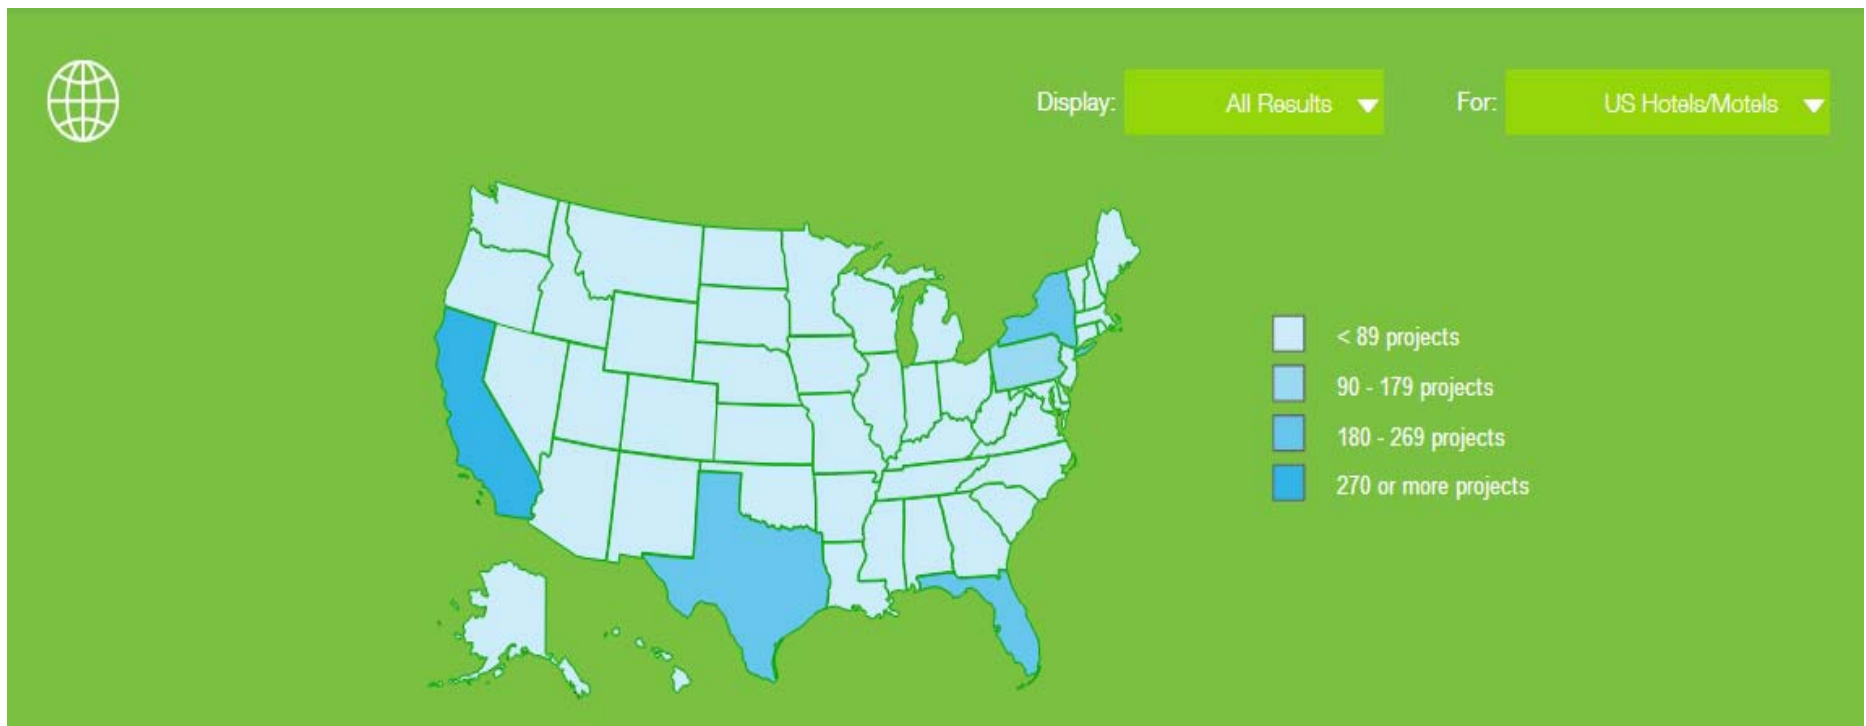 Display: All Results For: US Hotels/Motels
< 89 projects
90 - 179 projects
180 - 269 projects
270 or more projects